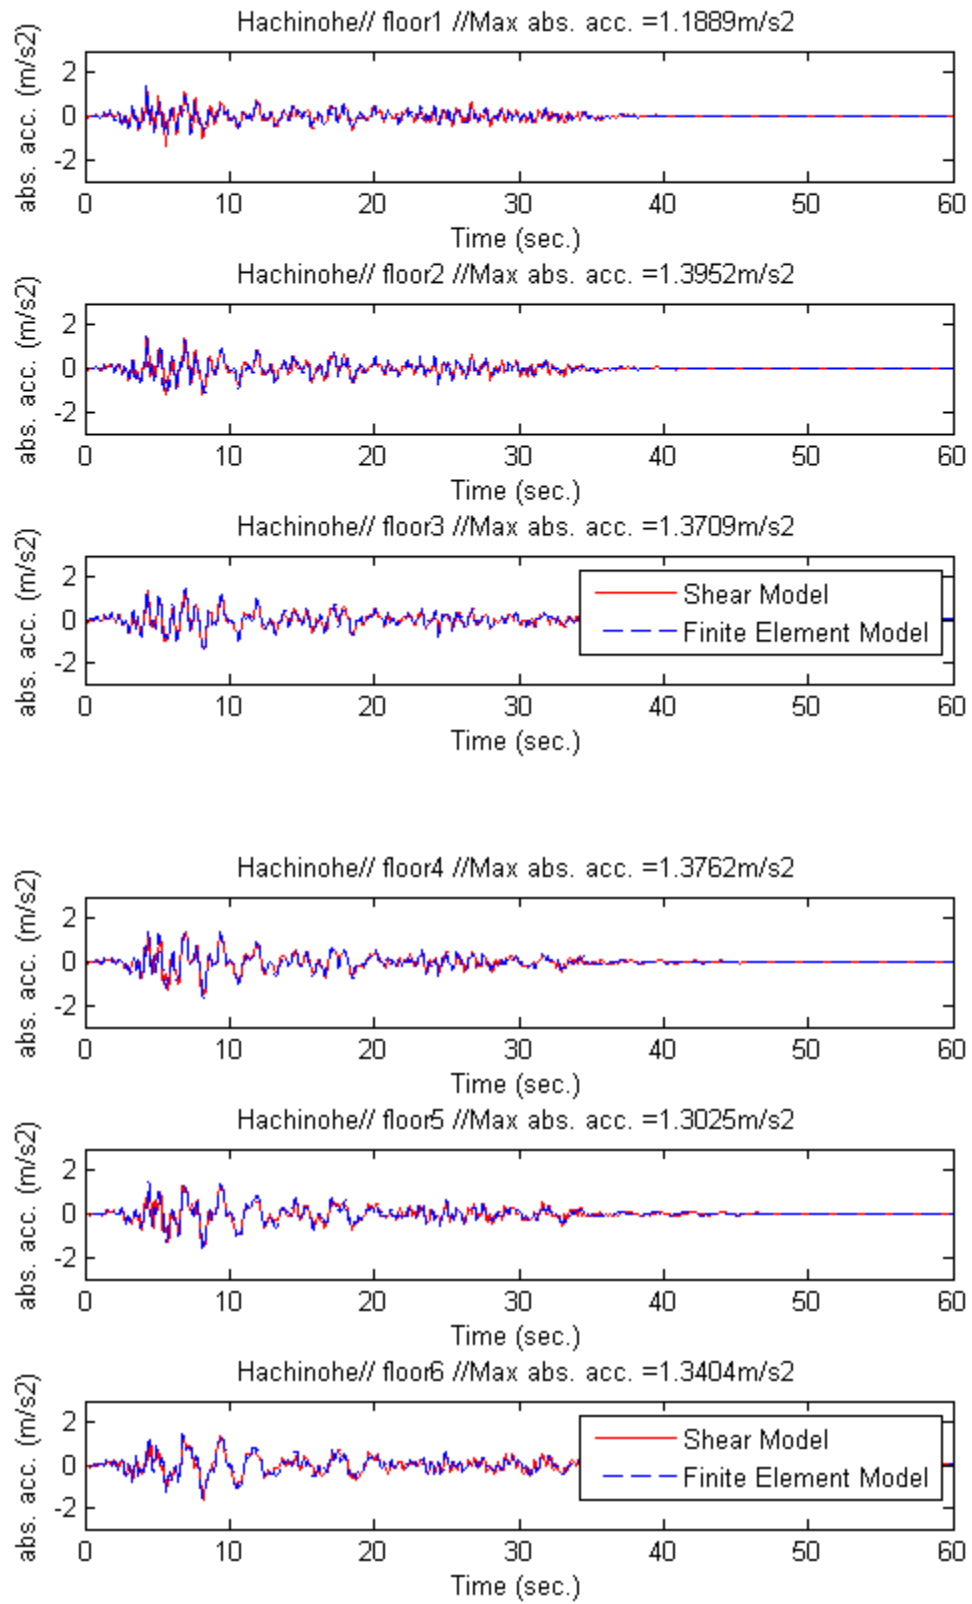 Hachinohe// floor1 //Max abs. acc. =1.1889m/s2
abs. acc. (m/s2)
2
0
-2
0 10 20 30 40 50 60
Time (sec.)
Hachinohe// floor2 //Max abs. acc. =1.3952m/s2
abs. acc. (m/s2)
2
0
-2
0 10 20 30 40 50 60
Time (sec.)
Hachinohe// floor3 //Max abs. acc. =1.3709m/s2
abs. acc. (m/s2)
2
0
-2
Shear Model
Finite Element Model
0 10 20 30 40 50 60
Time (sec.)
Hachinohe// floor4 //Max abs. acc. =1.3762m/s2
abs. acc. (m/s2)
2
0
-2
0 10 20 30 40 50 60
Time (sec.)
Hachinohe// floor5 //Max abs. acc. =1.3025m/s2
abs. acc. (m/s2)
2
0
-2
0 10 20 30 40 50 60
Time (sec.)
Hachinohe// floor6 //Max abs. acc. =1.3404m/s2
abs. acc. (m/s2)
2
0
-2
Shear Model
Finite Element Model
0 10 20 30 40 50 60
Time (sec.)